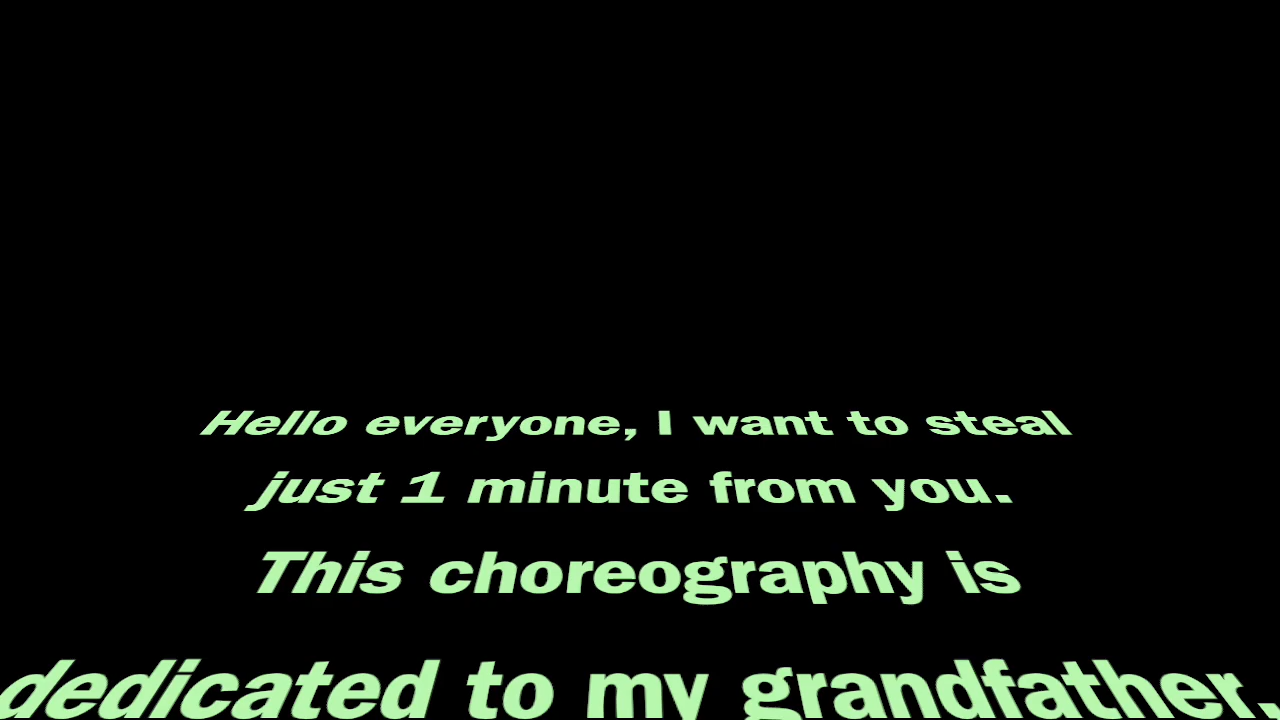 Hello everyone, I want to steal
just 1 minute from you.
This choreography is
dedicated to my grandfather.